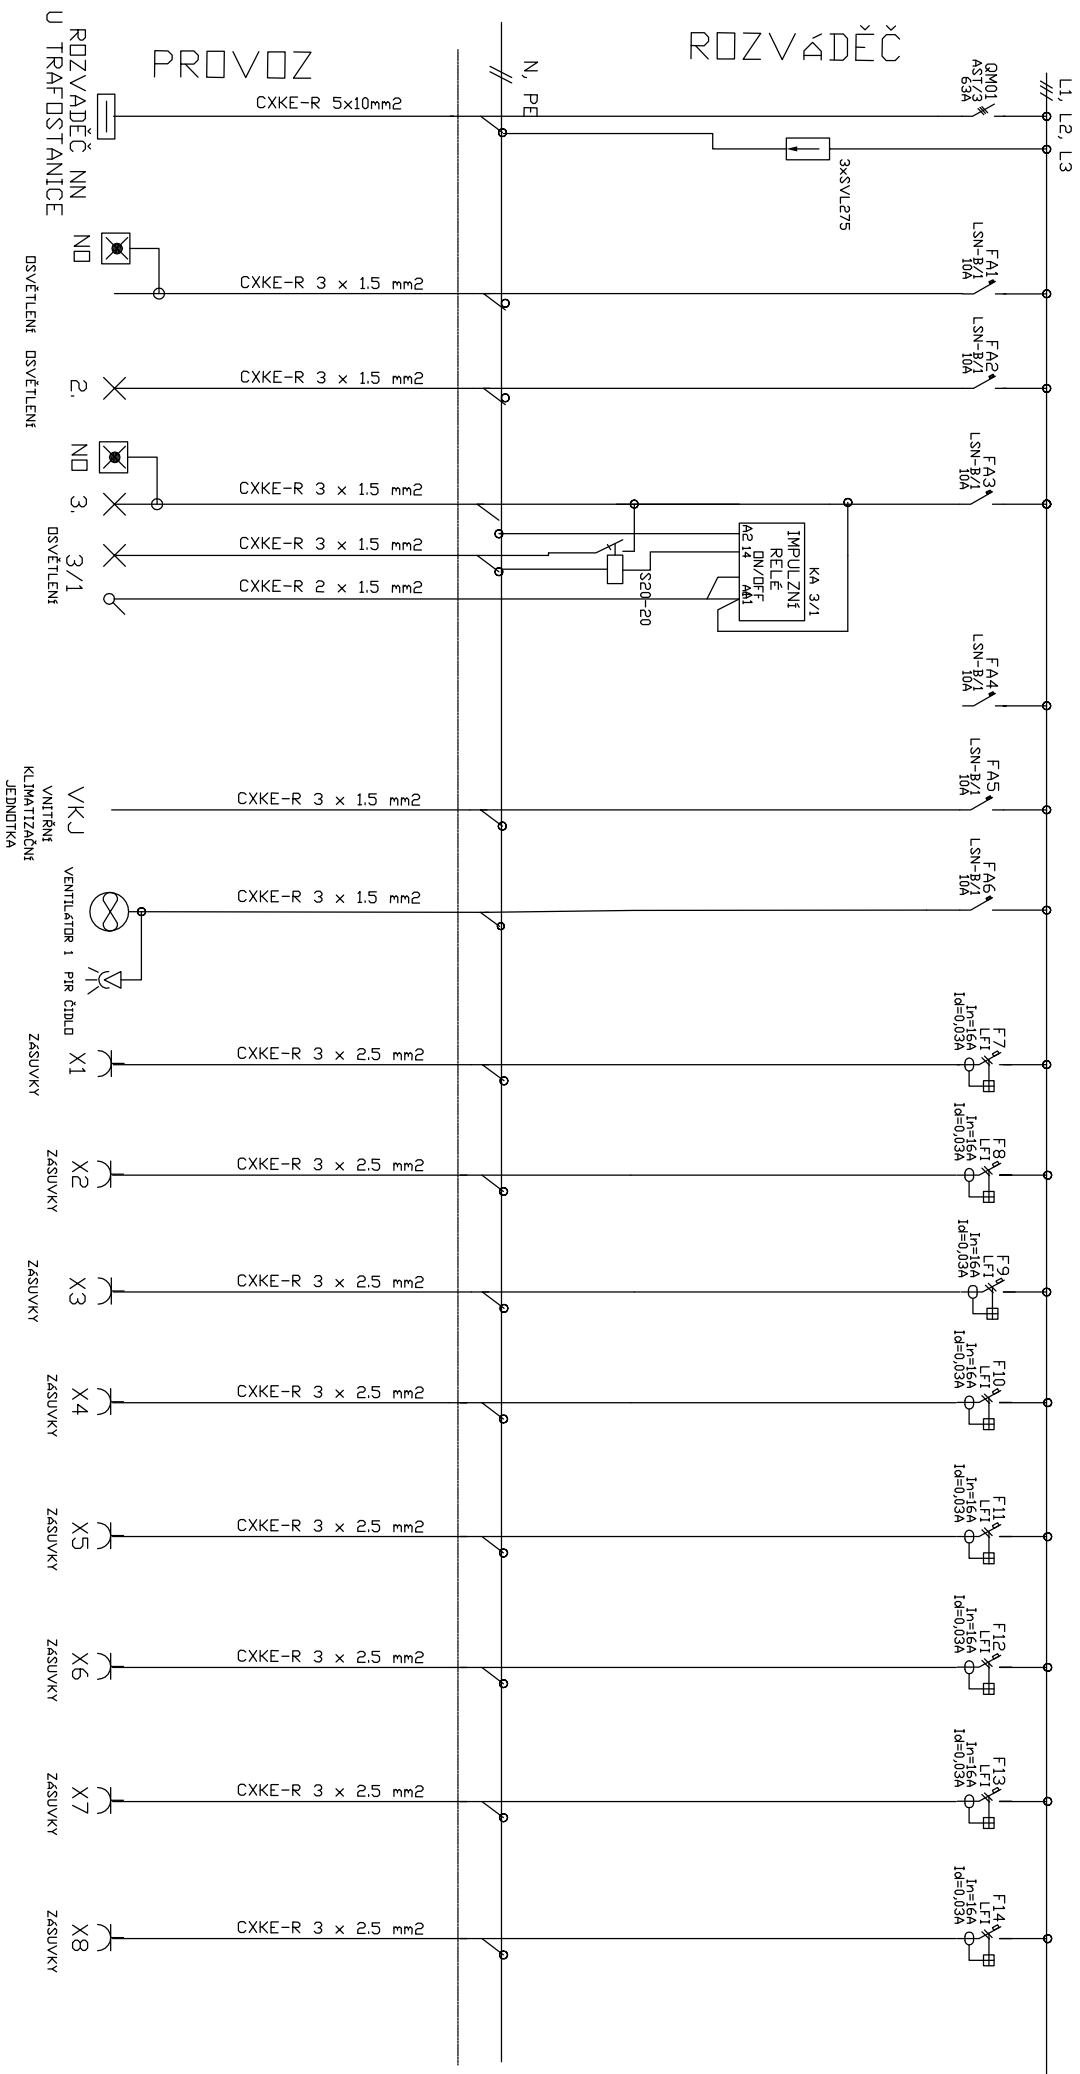 ROZVÁDĚČ
PROVOZ
L1, L2, L3
N, PE
QM01
AST/3
63A
CXKE-R 5x10mm2
ROZVADĚČ NN
U TRAFOSTANICE
3xSVL275
FA1
LSN-B/1
10A
CXKE-R 3 x 1.5 mm2
NO
OSVĚTLENÍ
FA2
LSN-B/1
10A
CXKE-R 3 x 1.5 mm2
2.
OSVĚTLENÍ
FA3
LSN-B/1
10A
CXKE-R 3 x 1.5 mm2
NO
3.
CXKE-R 3 x 1.5 mm2
3/1
OSVĚTLENÍ
CXKE-R 2 x 1.5 mm2
KA 3/1
IMPULZNÍ
RELÉ
ON/OFF
A2 14
A1
S20-20
FA4
LSN-B/1
10A
FA5
LSN-B/1
10A
CXKE-R 3 x 1.5 mm2
VKJ
VNITŘNÍ
KLIMATIZAČNÍ
JEDNOTKA
FA6
LSN-B/1
10A
CXKE-R 3 x 1.5 mm2
VENTILÁTOR 1
PIR ČIDLO
F7
LFI
In=16A
Id=0,03A
CXKE-R 3 x 2.5 mm2
X1
ZÁSUVKY
F8
LFI
In=16A
Id=0,03A
CXKE-R 3 x 2.5 mm2
X2
ZÁSUVKY
F9
LFI
In=16A
Id=0,03A
CXKE-R 3 x 2.5 mm2
X3
ZÁSUVKY
F10
LFI
In=16A
Id=0,03A
CXKE-R 3 x 2.5 mm2
X4
ZÁSUVKY
F11
LFI
In=16A
Id=0,03A
CXKE-R 3 x 2.5 mm2
X5
ZÁSUVKY
F12
LFI
In=16A
Id=0,03A
CXKE-R 3 x 2.5 mm2
X6
ZÁSUVKY
F13
LFI
In=16A
Id=0,03A
CXKE-R 3 x 2.5 mm2
X7
ZÁSUVKY
F14
LFI
In=16A
Id=0,03A
CXKE-R 3 x 2.5 mm2
X8
ZÁSUVKY